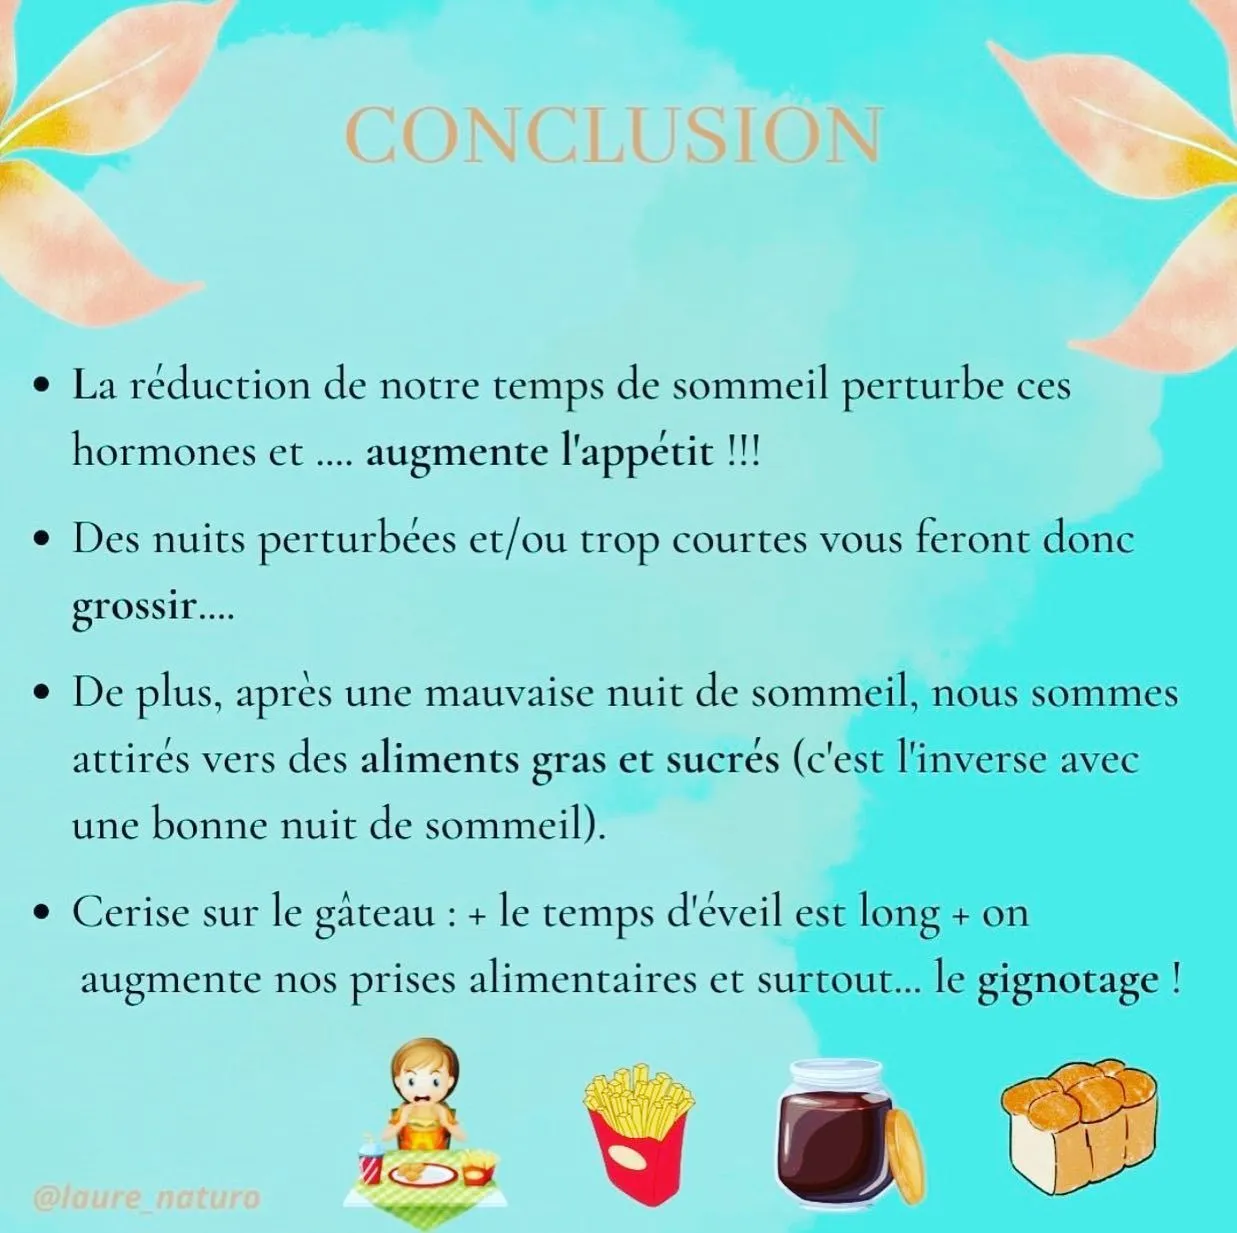 CONCLUSION
• La réduction de notre temps de sommeil perturbe ces
hormones et .... augmente l'appétit !!!
• Des nuits perturbées et/ou trop courtes vous feront donc
grossir....
• De plus, après une mauvaise nuit de sommeil, nous sommes
attirés vers des aliments gras et sucrés (c'est l'inverse avec
une bonne nuit de sommeil).
• Cerise sur le gâteau : + le temps d'éveil est long + on
augmente nos prises alimentaires et surtout... le gignotage !
@laure_naturo